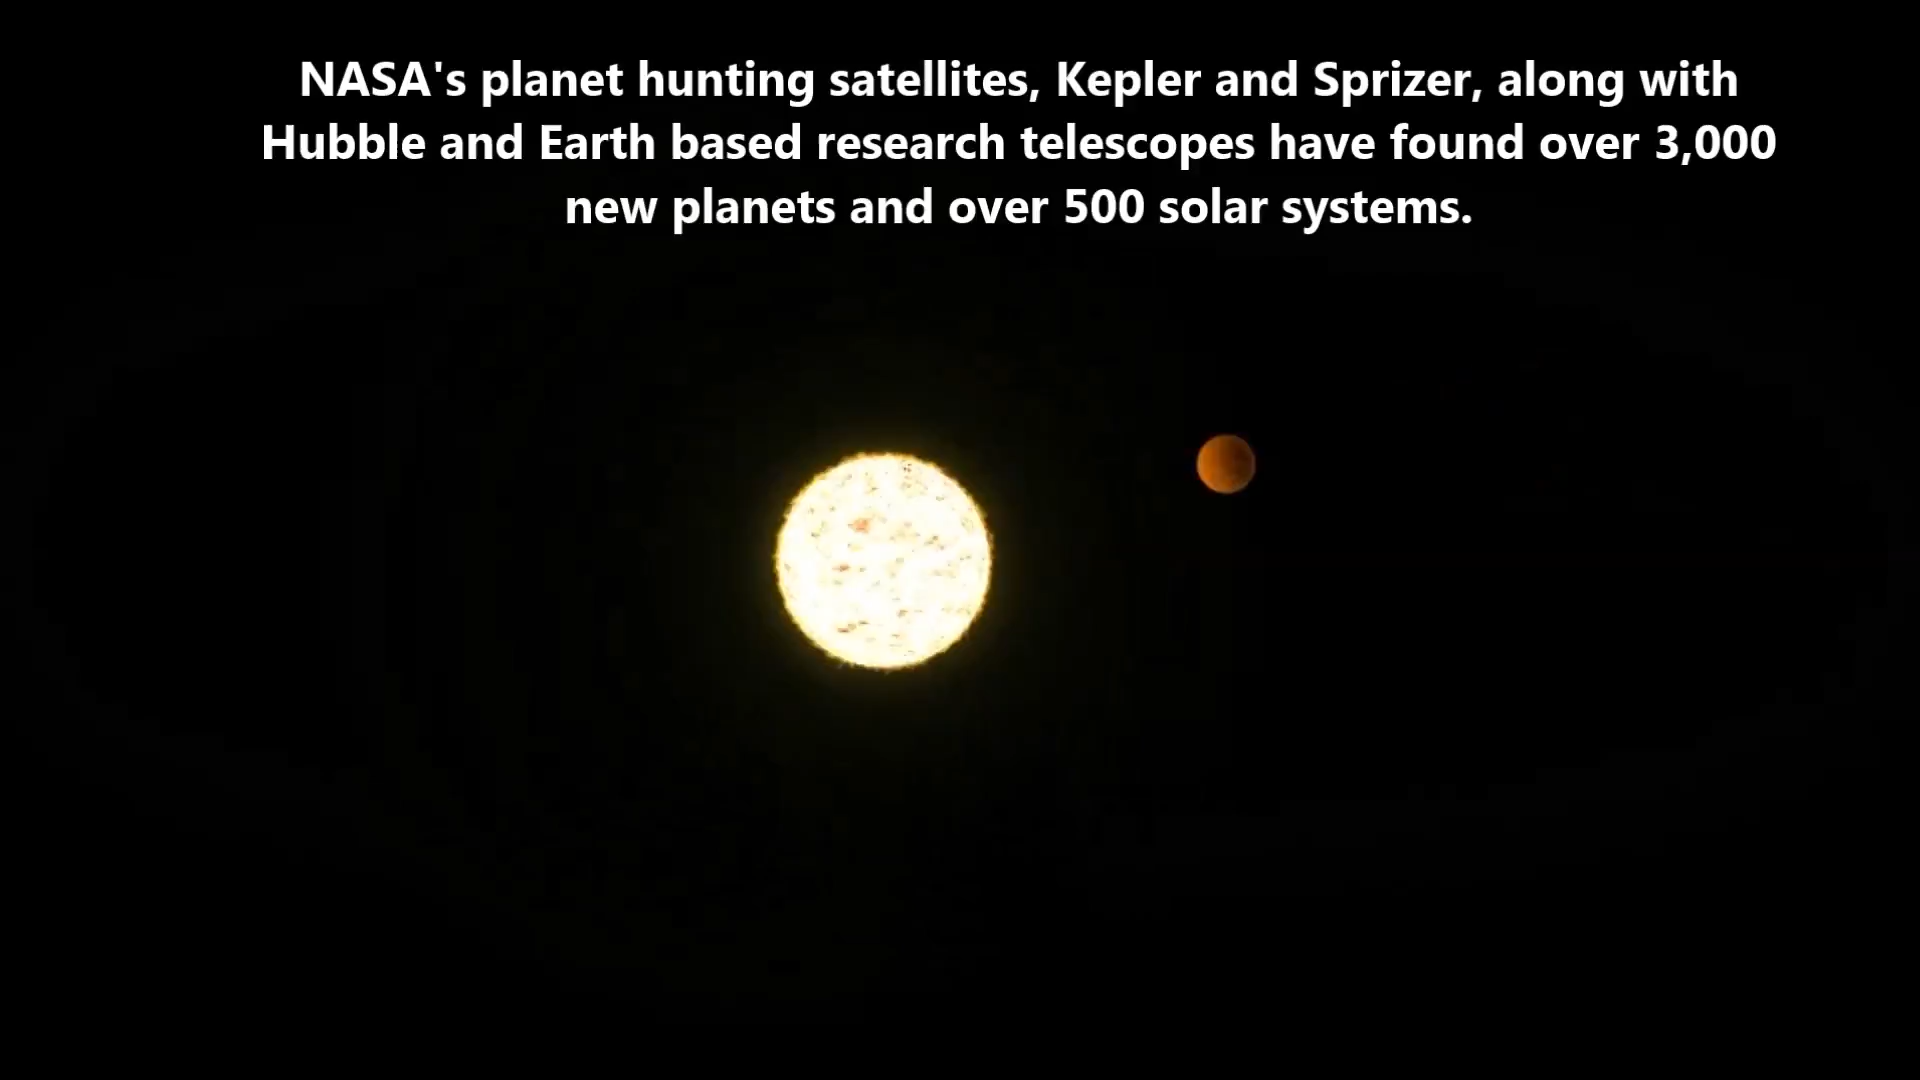 NASA's planet hunting satellites, Kepler and Sprizer, along with
Hubble and Earth based research telescopes have found over 3,000
new planets and over 500 solar systems.